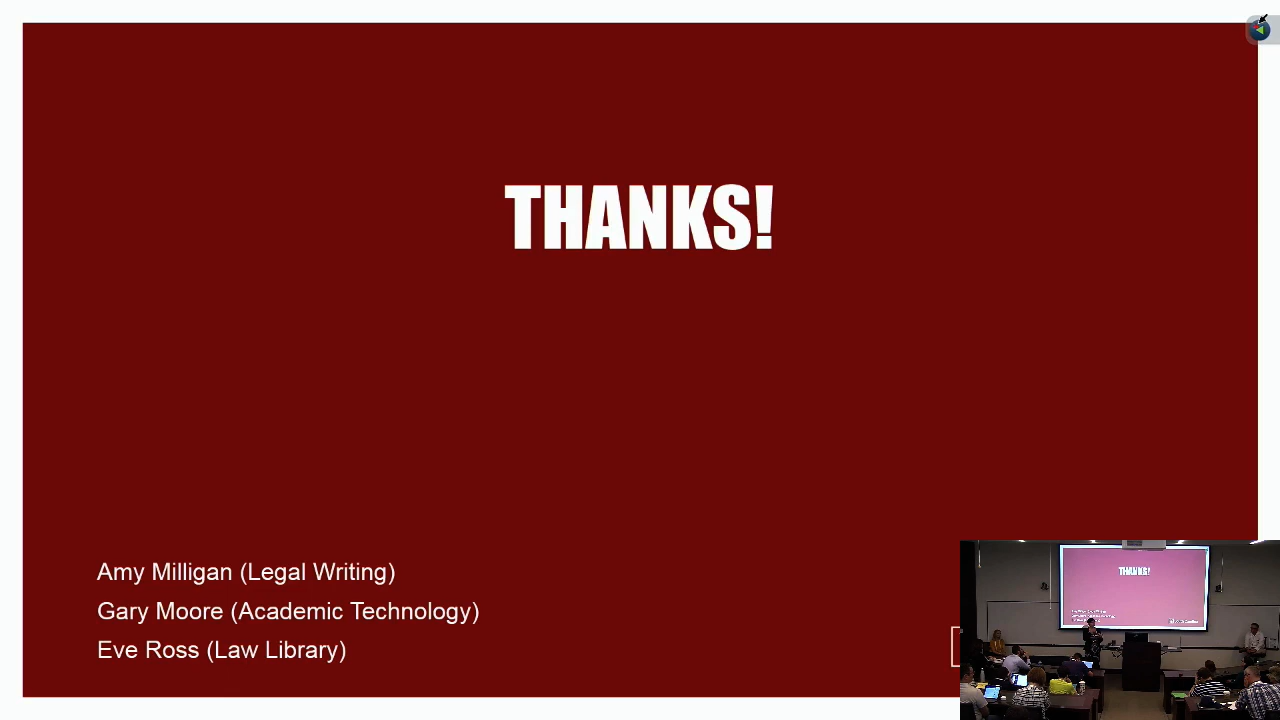 THANKS!
Amy Milligan (Legal Writing)
Gary Moore (Academic Technology)
Eve Ross (Law Library)
THANKS!